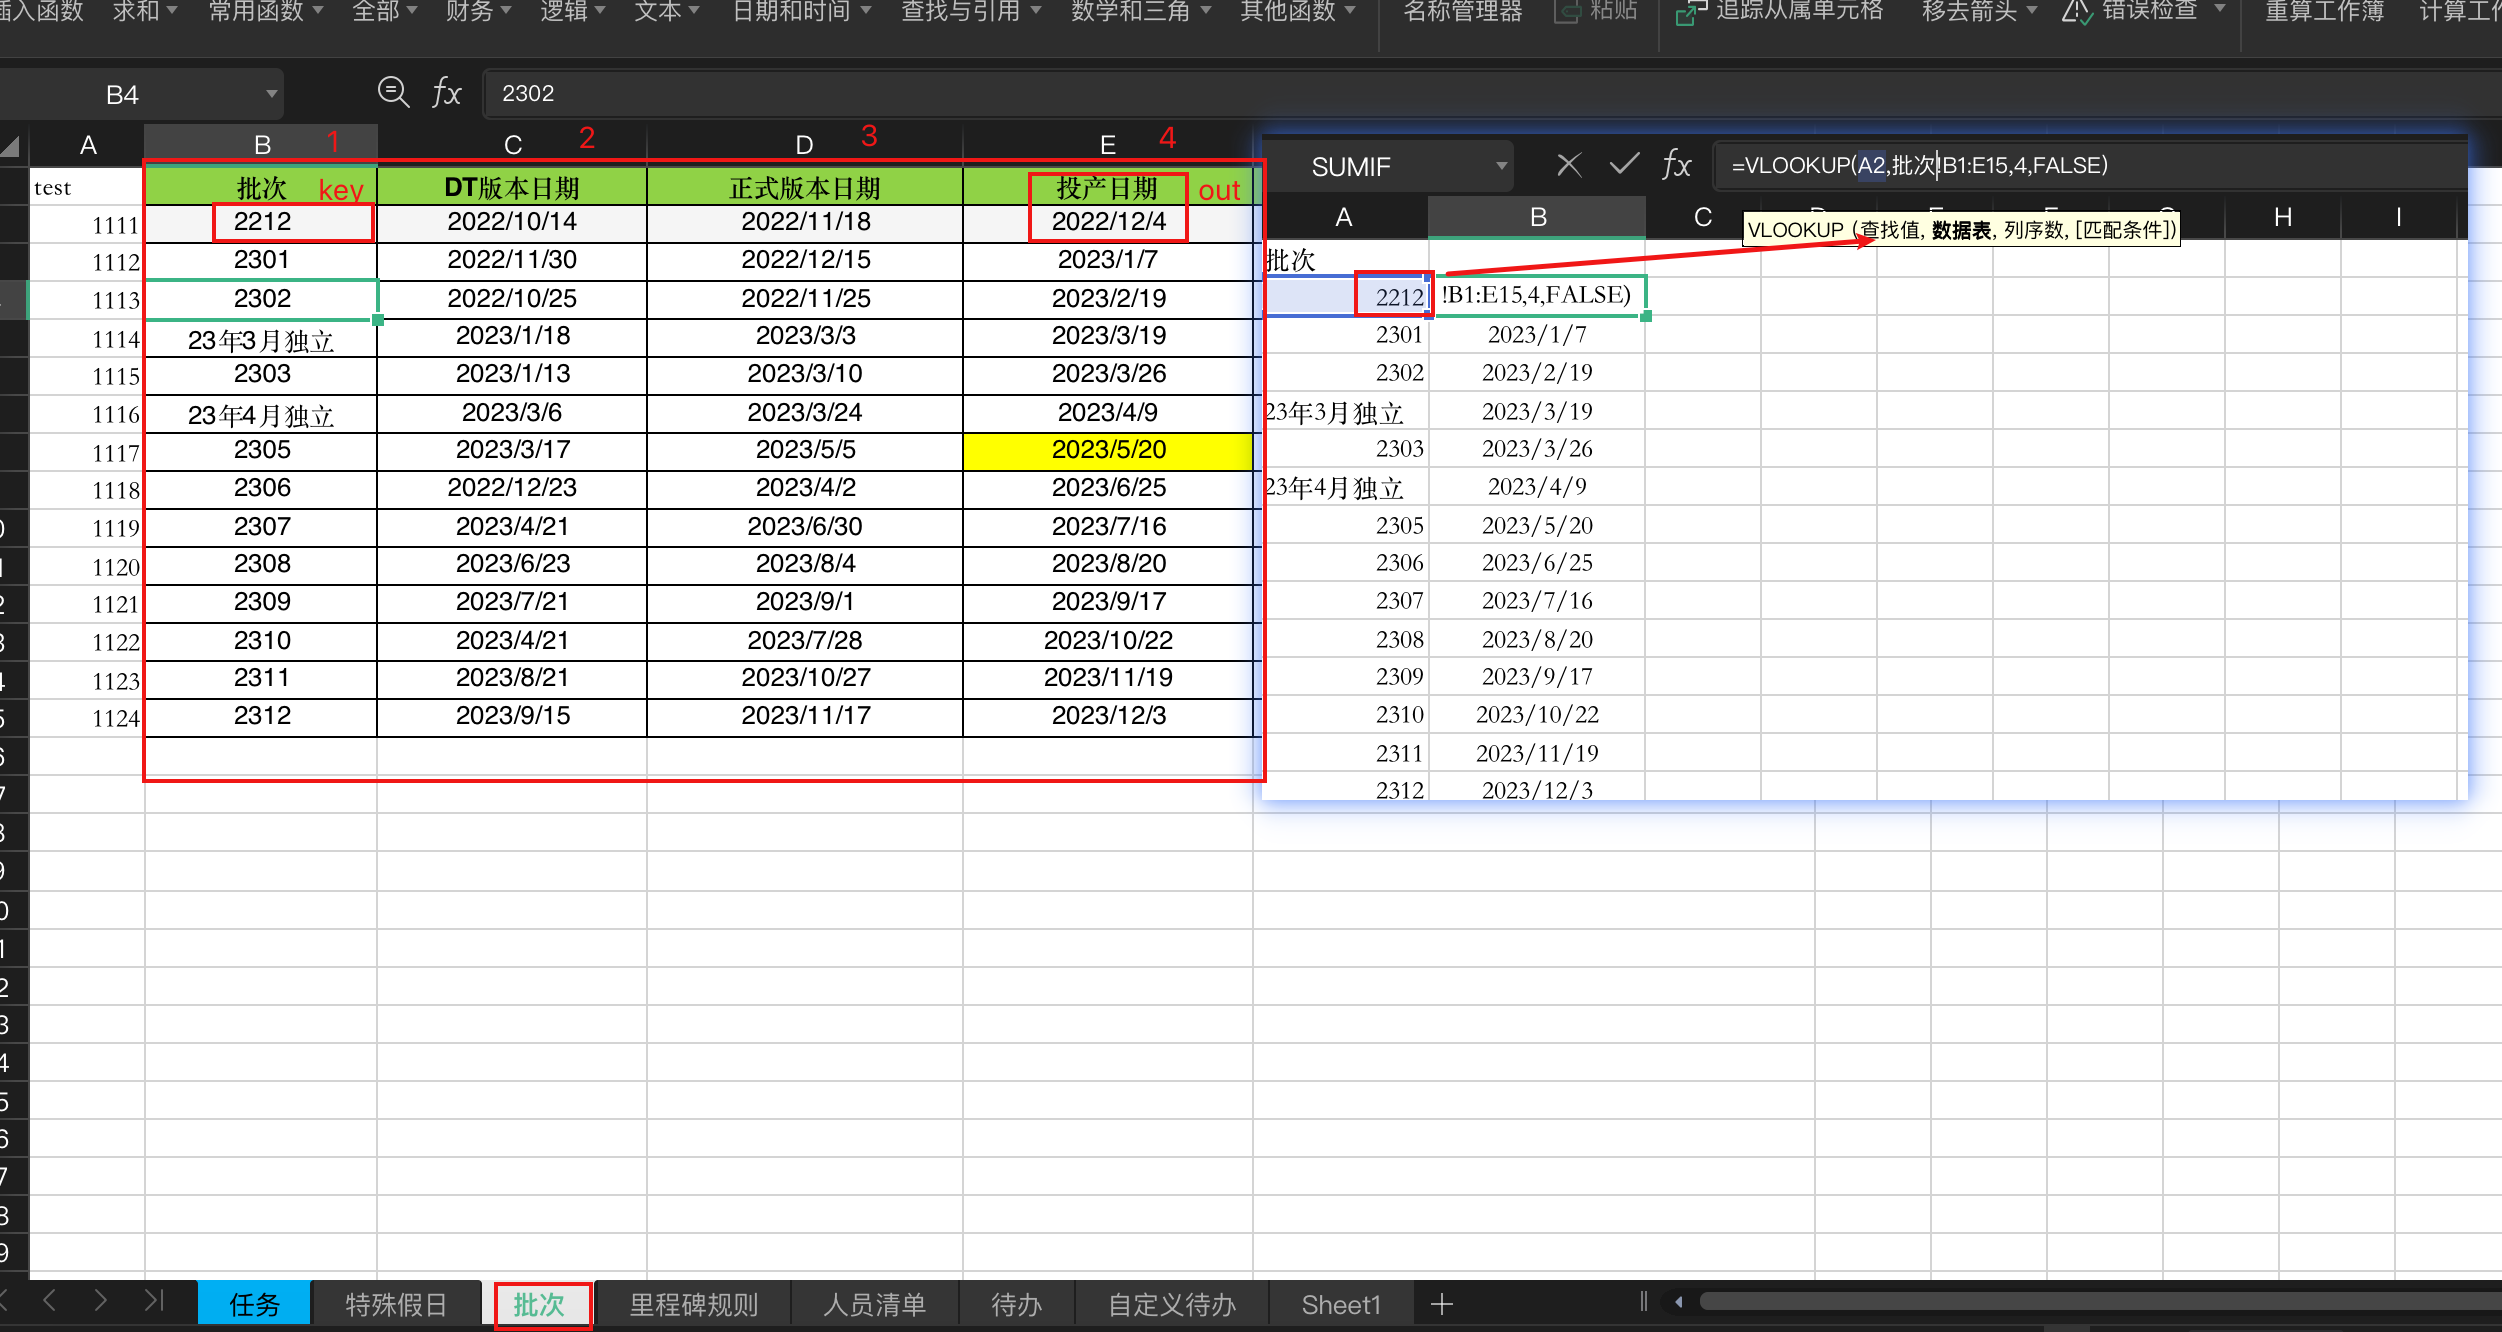 插入函数 求和 常用函数 全部 财务 逻辑 文本 日期和时间 查找与引用 数学和三角 其他函数 名称管理器 粘贴 追踪从属单元格 移去箭头 错误检查 重算工作簿 计算工作
B4 fx 2302
A B 1 C 2 D 3 E 4
test 批次 key DT版本日期 正式版本日期 投产日期 out
1111 2212 2022/10/14 2022/11/18 2022/12/4
1112 2301 2022/11/30 2022/12/15 2023/1/7
1113 2302 2022/10/25 2022/11/25 2023/2/19
1114 23年3月独立 2023/1/18 2023/3/3 2023/3/19
1115 2303 2023/1/13 2023/3/10 2023/3/26
1116 23年4月独立 2023/3/6 2023/3/24 2023/4/9
1117 2305 2023/3/17 2023/5/5 2023/5/20
1118 2306 2022/12/23 2023/4/2 2023/6/25
1119 2307 2023/4/21 2023/6/30 2023/7/16
1120 2308 2023/6/23 2023/8/4 2023/8/20
1121 2309 2023/7/21 2023/9/1 2023/9/17
1122 2310 2023/4/21 2023/7/28 2023/10/22
1123 2311 2023/8/21 2023/10/27 2023/11/19
1124 2312 2023/9/15 2023/11/17 2023/12/3
SUMIF fx =VLOOKUP(A2,批次!B1:E15,4,FALSE)
A B C H I
VLOOKUP (查找值, 数据表, 列序数, [匹配条件])
批次
2212 !B1:E15,4,FALSE)
2301 2023/1/7
2302 2023/2/19
23年3月独立 2023/3/19
2303 2023/3/26
23年4月独立 2023/4/9
2305 2023/5/20
2306 2023/6/25
2307 2023/7/16
2308 2023/8/20
2309 2023/9/17
2310 2023/10/22
2311 2023/11/19
2312 2023/12/3
任务 特殊假日 批次 里程碑规则 人员清单 待办 自定义待办 Sheet1